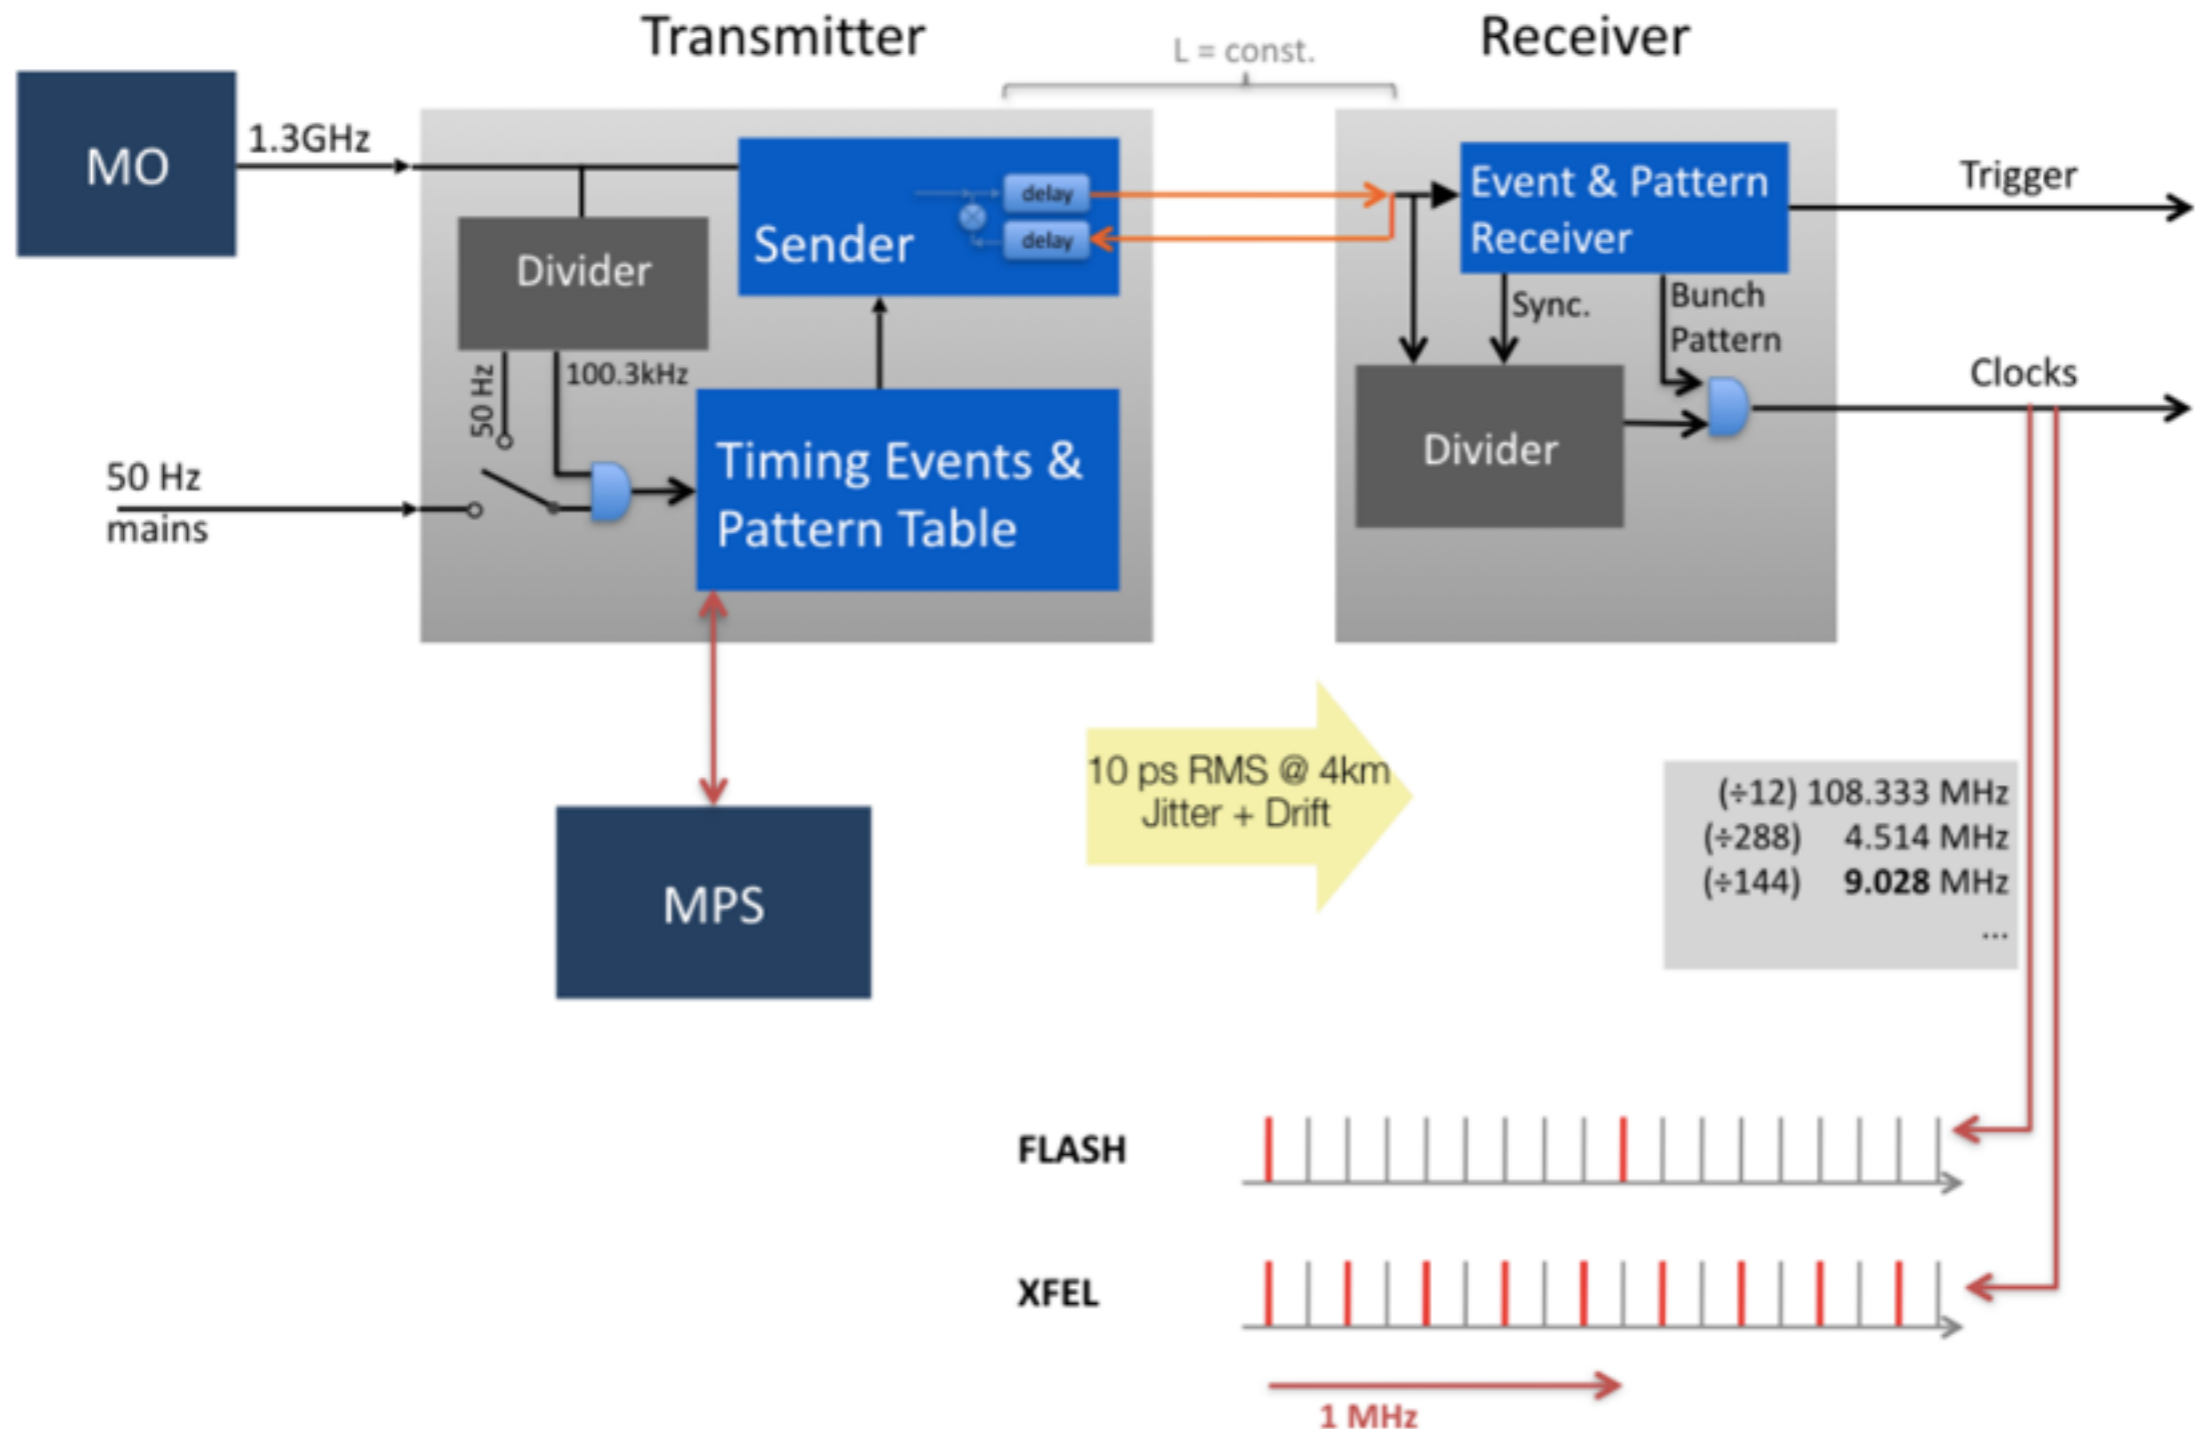 Transmitter
Receiver
L = const.
MO
1.3GHz
Divider
Sender
delay
delay
Event & Pattern
Receiver
Trigger
Sync.
Bunch
Pattern
50 Hz
100.3kHz
Clocks
50 Hz
mains
Timing Events &
Pattern Table
Divider
MPS
10 ps RMS @ 4km
Jitter + Drift
(÷12) 108.333 MHz
(÷288) 4.514 MHz
(÷144) 9.028 MHz
...
FLASH
XFEL
1 MHz